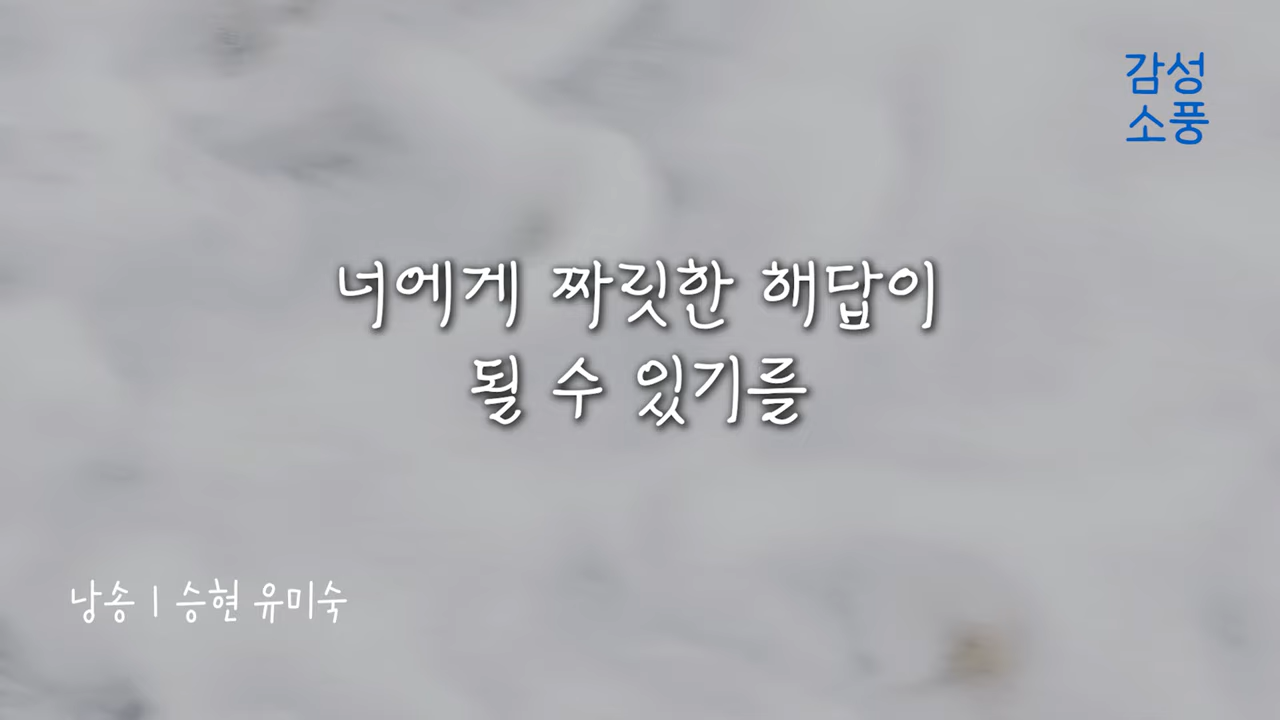 감성
소풍
너에게 짜릿한 해답이
될 수 있기를
낭송 | 승현 유미숙